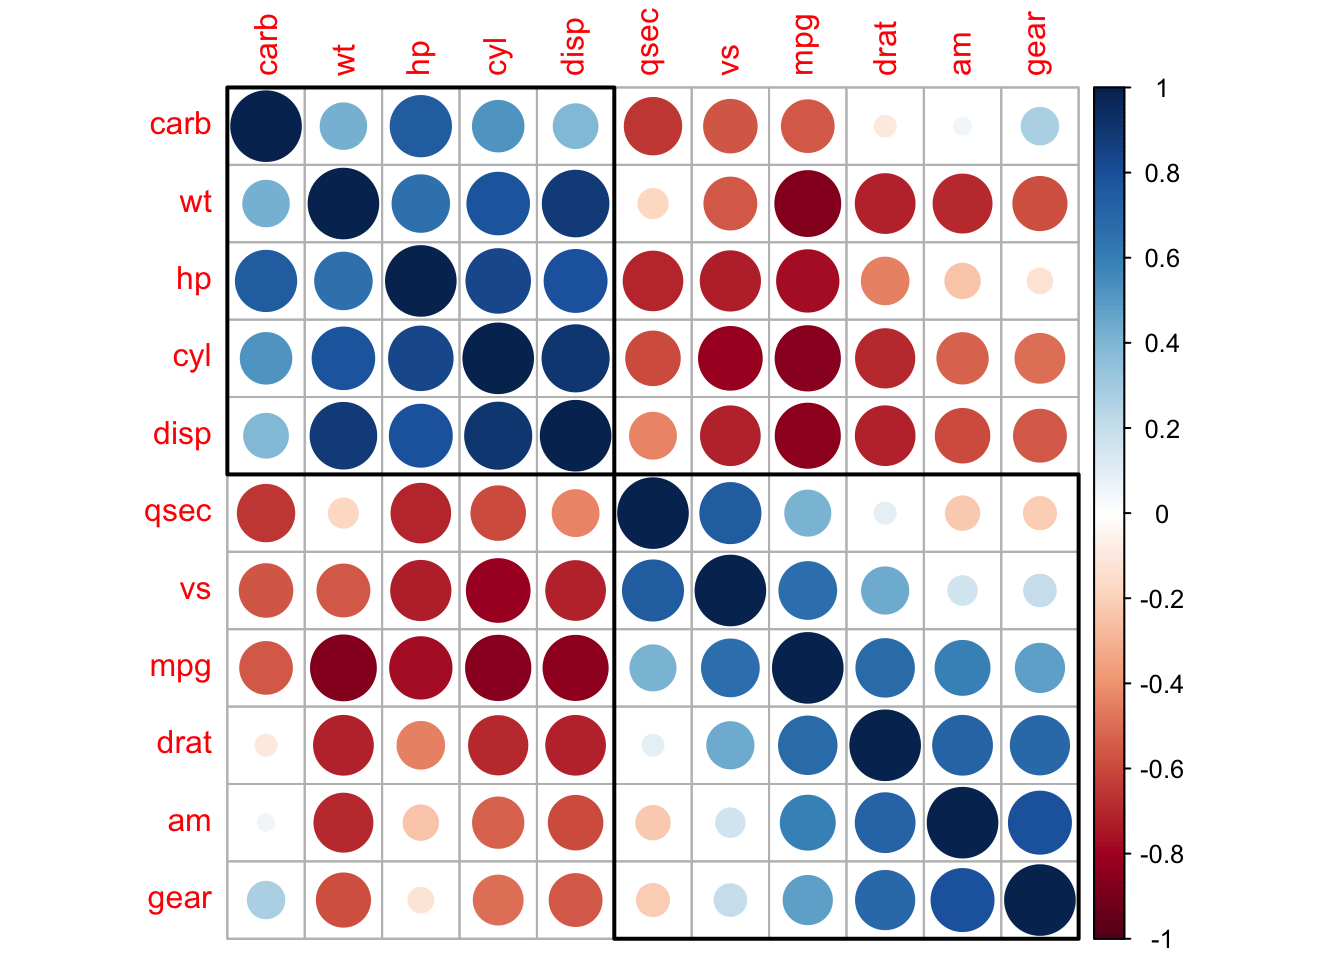 carb wt hp cyl disp qsec vs mpg drat am gear
carb
wt
hp
cyl
disp
qsec
vs
mpg
drat
am
gear
1
0.8
0.6
0.4
0.2
0
-0.2
-0.4
-0.6
-0.8
-1